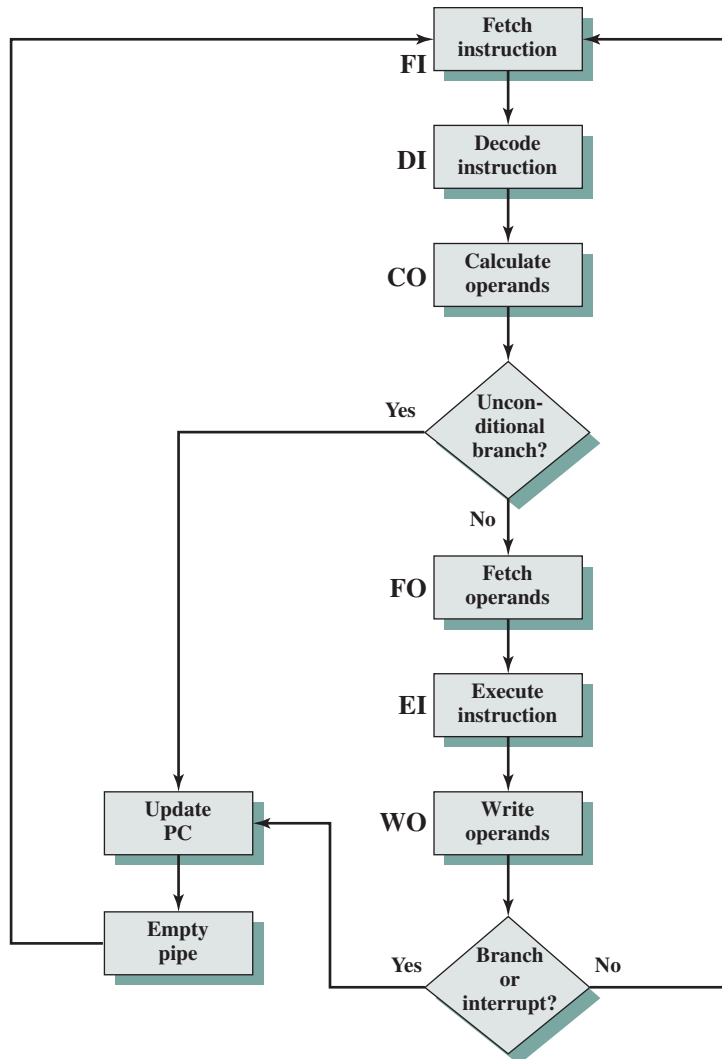 Fetch
instruction
FI
Decode
instruction
DI
Calculate
operands
CO
Yes
Uncon-
ditional
branch?
No
Fetch
operands
FO
Execute
instruction
EI
Update
PC
Write
operands
WO
Empty
pipe
Yes
Branch
or
interrupt?
No